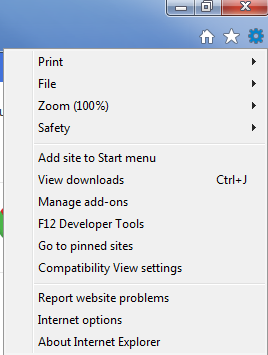 Print
File
Zoom (100%)
Safety
Add site to Start menu
View downloads Ctrl+J
Manage add-ons
F12 Developer Tools
Go to pinned sites
Compatibility View settings
Report website problems
Internet options
About Internet Explorer